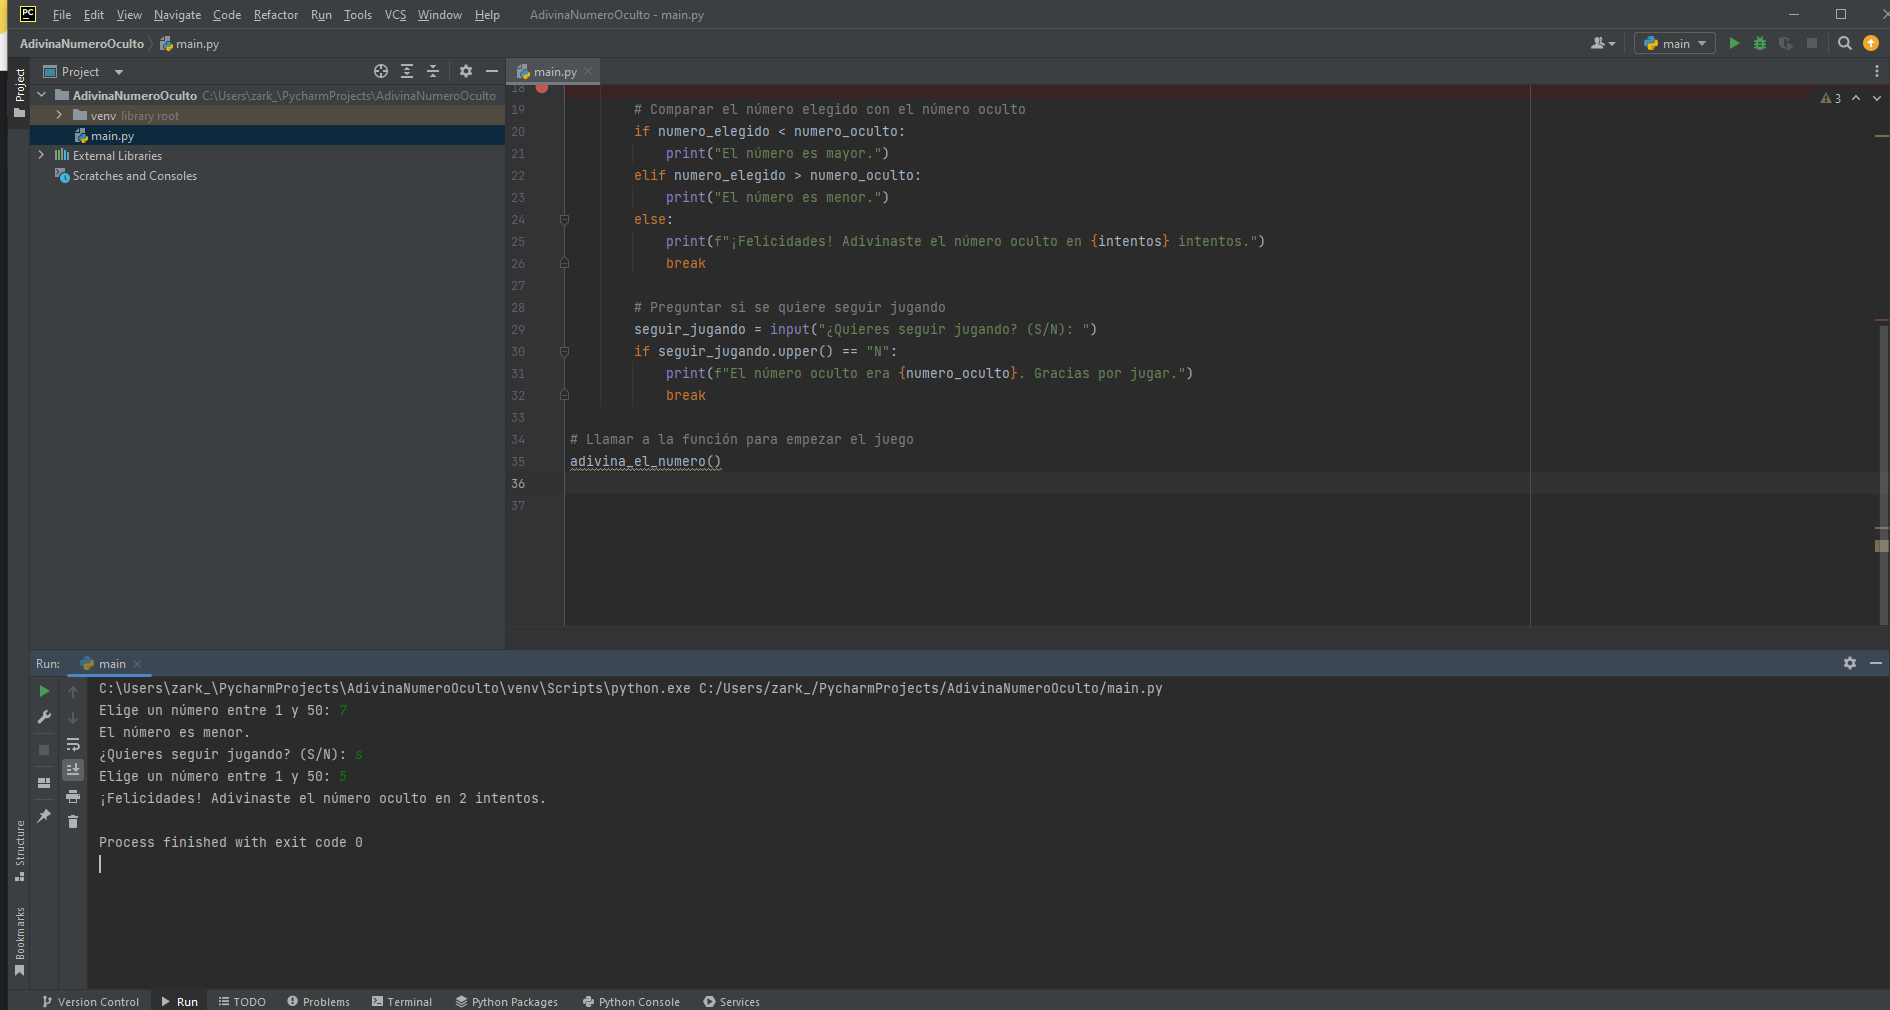 PC File Edit View Navigate Code Refactor Run Tools VCS Window Help AdivinaNumeroOculto - main.py
AdivinaNumeroOculto main.py main
Project
Project
main.py
AdivinaNumeroOculto C:\Users\zark_\PycharmProjects\AdivinaNumeroOculto
venv library root
main.py
External Libraries
Scratches and Consoles
3
18
19 # Comparar el número elegido con el número oculto
20 if numero_elegido < numero_oculto:
21 print("El número es mayor.")
22 elif numero_elegido > numero_oculto:
23 print("El número es menor.")
24 else:
25 print(f"¡Felicidades! Adivinaste el número oculto en {intentos} intentos.")
26 break
27
28 # Preguntar si se quiere seguir jugando
29 seguir_jugando = input("¿Quieres seguir jugando? (S/N): ")
30 if seguir_jugando.upper() == "N":
31 print(f"El número oculto era {numero_oculto}. Gracias por jugar.")
32 break
33
34 # Llamar a la función para empezar el juego
35 adivina_el_numero()
36
37
Run: main
C:\Users\zark_\PycharmProjects\AdivinaNumeroOculto\venv\Scripts\python.exe C:/Users/zark_/PycharmProjects/AdivinaNumeroOculto/main.py
Elige un número entre 1 y 50: 7
El número es menor.
¿Quieres seguir jugando? (S/N): s
Elige un número entre 1 y 50: 5
¡Felicidades! Adivinaste el número oculto en 2 intentos.
Process finished with exit code 0
Structure
Bookmarks
Version Control Run TODO Problems Terminal Python Packages Python Console Services